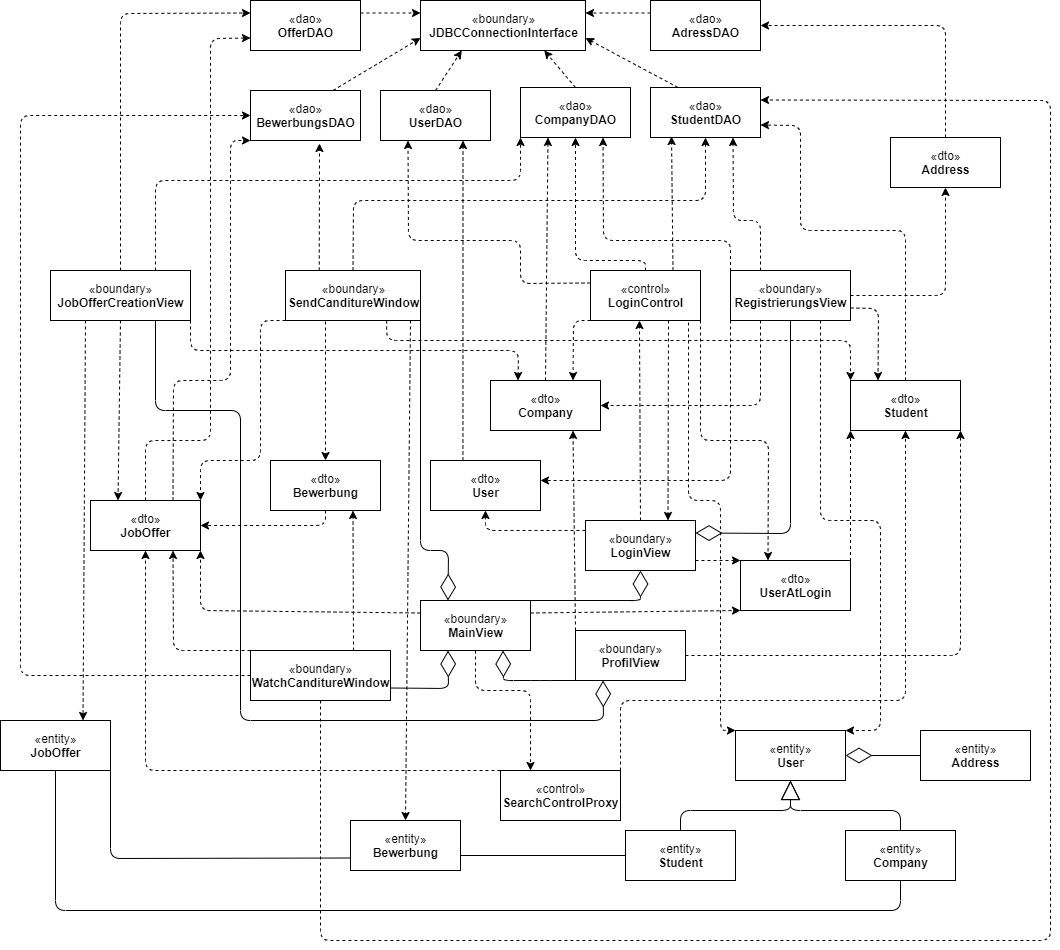 «dao»
OfferDAO
«boundary»
JDBCConnectionInterface
«dao»
AdressDAO
«dao»
BewerbungsDAO
«dao»
UserDAO
«dao»
CompanyDAO
«dao»
StudentDAO
«dto»
Address
«boundary»
JobOfferCreationView
«boundary»
SendCanditureWindow
«control»
LoginControl
«boundary»
RegistrierungsView
«dto»
Company
«dto»
Student
«dto»
Bewerbung
«dto»
User
«dto»
JobOffer
«boundary»
LoginView
«dto»
UserAtLogin
«boundary»
MainView
«boundary»
ProfilView
«boundary»
WatchCanditureWindow
«entity»
JobOffer
«entity»
User
«entity»
Address
«control»
SearchControlProxy
«entity»
Bewerbung
«entity»
Student
«entity»
Company